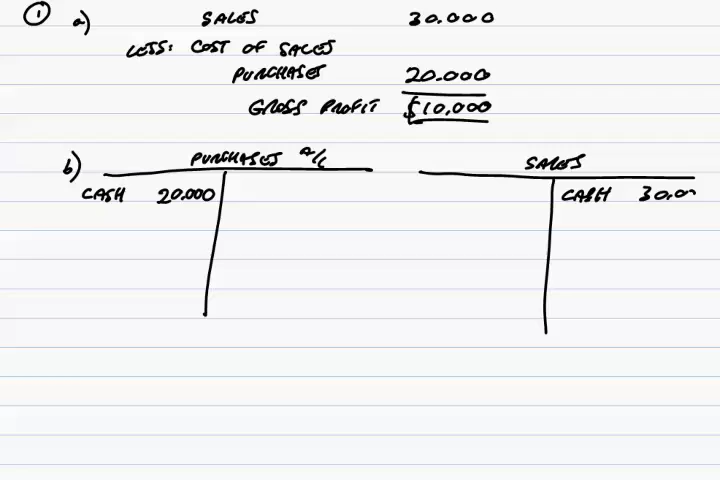 ① a) SALES 30.000
LESS: COST OF SALES
PURCHASES 20.000
GROSS PROFIT $10,000
b) PURCHASES a/c SALES
CASH 20.000 CASH 30.00